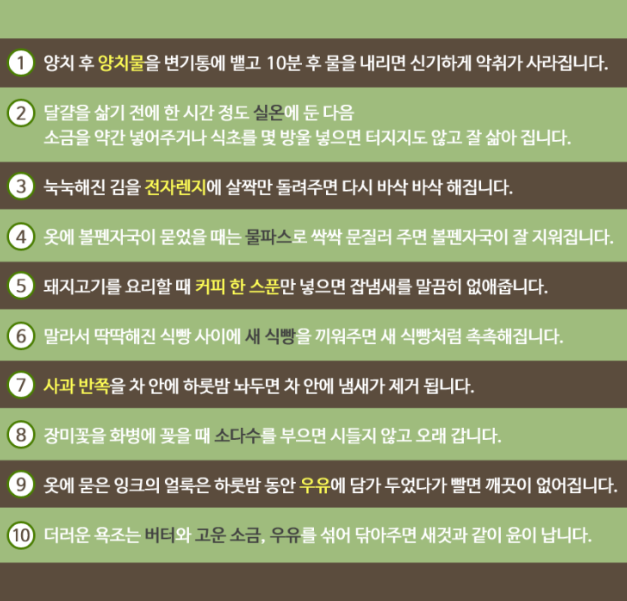 1 양치 후 양치물을 변기통에 뱉고 10분 후 물을 내리면 신기하게 악취가 사라집니다.
2 달걀을 삶기 전에 한 시간 정도 실온에 둔 다음
소금을 약간 넣어주거나 식초를 몇 방울 넣으면 터지지도 않고 잘 삶아 집니다.
3 눅눅해진 김을 전자렌지에 살짝만 돌려주면 다시 바삭 바삭 해집니다.
4 옷에 볼펜자국이 묻었을 때는 물파스로 싹싹 문질러 주면 볼펜자국이 잘 지워집니다.
5 돼지고기를 요리할 때 커피 한 스푼만 넣으면 잡냄새를 말끔히 없애줍니다.
6 말라서 딱딱해진 식빵 사이에 새 식빵을 끼워주면 새 식빵처럼 촉촉해집니다.
7 사과 반쪽을 차 안에 하룻밤 놔두면 차 안에 냄새가 제거 됩니다.
8 장미꽃을 화병에 꽂을 때 소다수를 부으면 시들지 않고 오래 갑니다.
9 옷에 묻은 잉크의 얼룩은 하룻밤 동안 우유에 담가 두었다가 빨면 깨끗이 없어집니다.
10 더러운 욕조는 버터와 고운 소금, 우유를 섞어 닦아주면 새것과 같이 윤이 납니다.